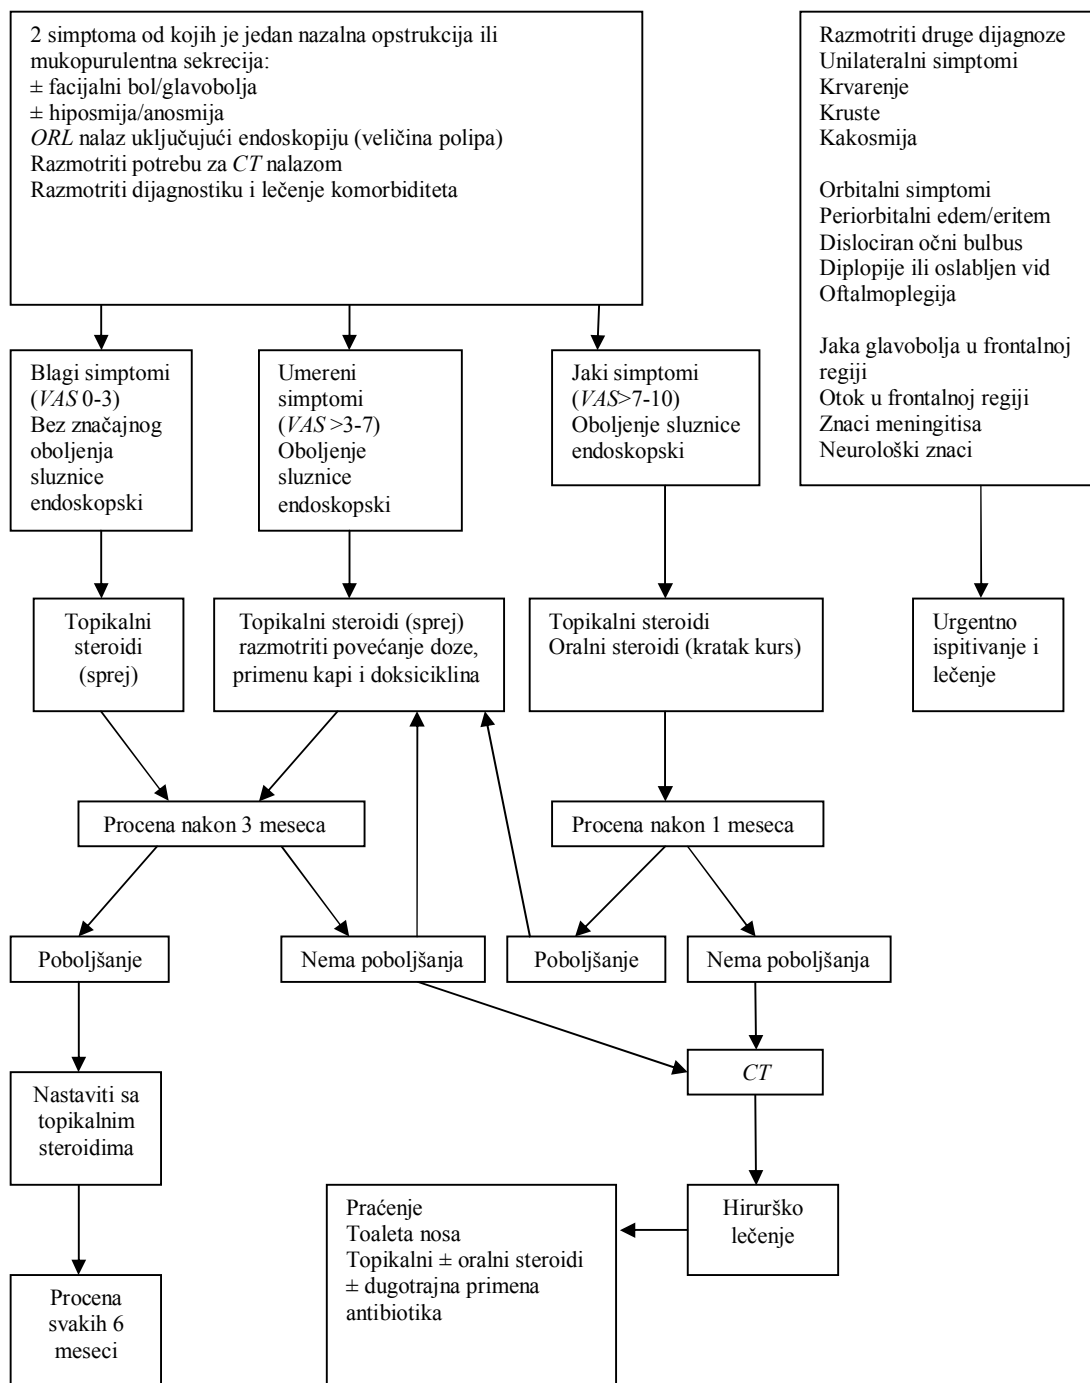 2 simptoma od kojih je jedan nazalna opstrukcija ili
mukopurulentna sekrecija:
± facijalni bol/glavobolja
± hiposmija/anosmija
ORL nalaz uključujući endoskopiju (veličina polipa)
Razmotriti potrebu za CT nalazom
Razmotriti dijagnostiku i lečenje komorbiditeta
Razmotriti druge dijagnoze
Unilateralni simptomi
Krvarenje
Kruste
Kakosmija
Orbitalni simptomi
Periorbitalni edem/eritem
Dislociran očni bulbus
Diplopije ili oslabljen vid
Oftalmoplegija
Jaka glavobolja u frontalnoj
regiji
Otok u frontalnoj regiji
Znaci meningitisa
Neurološki znaci
Blagi simptomi
(VAS 0-3)
Bez značajnog
oboljenja
sluznice
endoskopski
Umereni
simptomi
(VAS >3-7)
Oboljenje
sluznice
endoskopski
Jaki simptomi
(VAS>7-10)
Oboljenje sluznice
endoskopski
Topikalni
steroidi
(sprej)
Topikalni steroidi (sprej)
razmotriti povećanje doze,
primenu kapi i doksiciklina
Topikalni steroidi
Oralni steroidi (kratak kurs)
Urgentno
ispitivanje i
lečenje
Procena nakon 3 meseca
Procena nakon 1 meseca
Poboljšanje
Nema poboljšanja
Poboljšanje
Nema poboljšanja
CT
Nastaviti sa
topikalnim
steroidima
Hirurško
lečenje
Praćenje
Toaleta nosa
Topikalni ± oralni steroidi
± dugotrajna primena
antibiotika
Procena
svakih 6
meseci